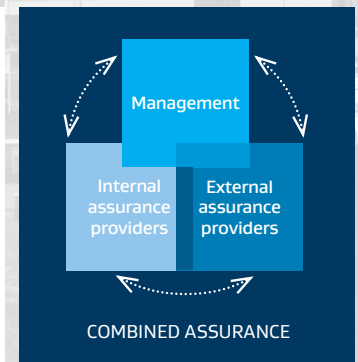 Management
Internal
assurance
providers
External
assurance
providers
COMBINED ASSURANCE